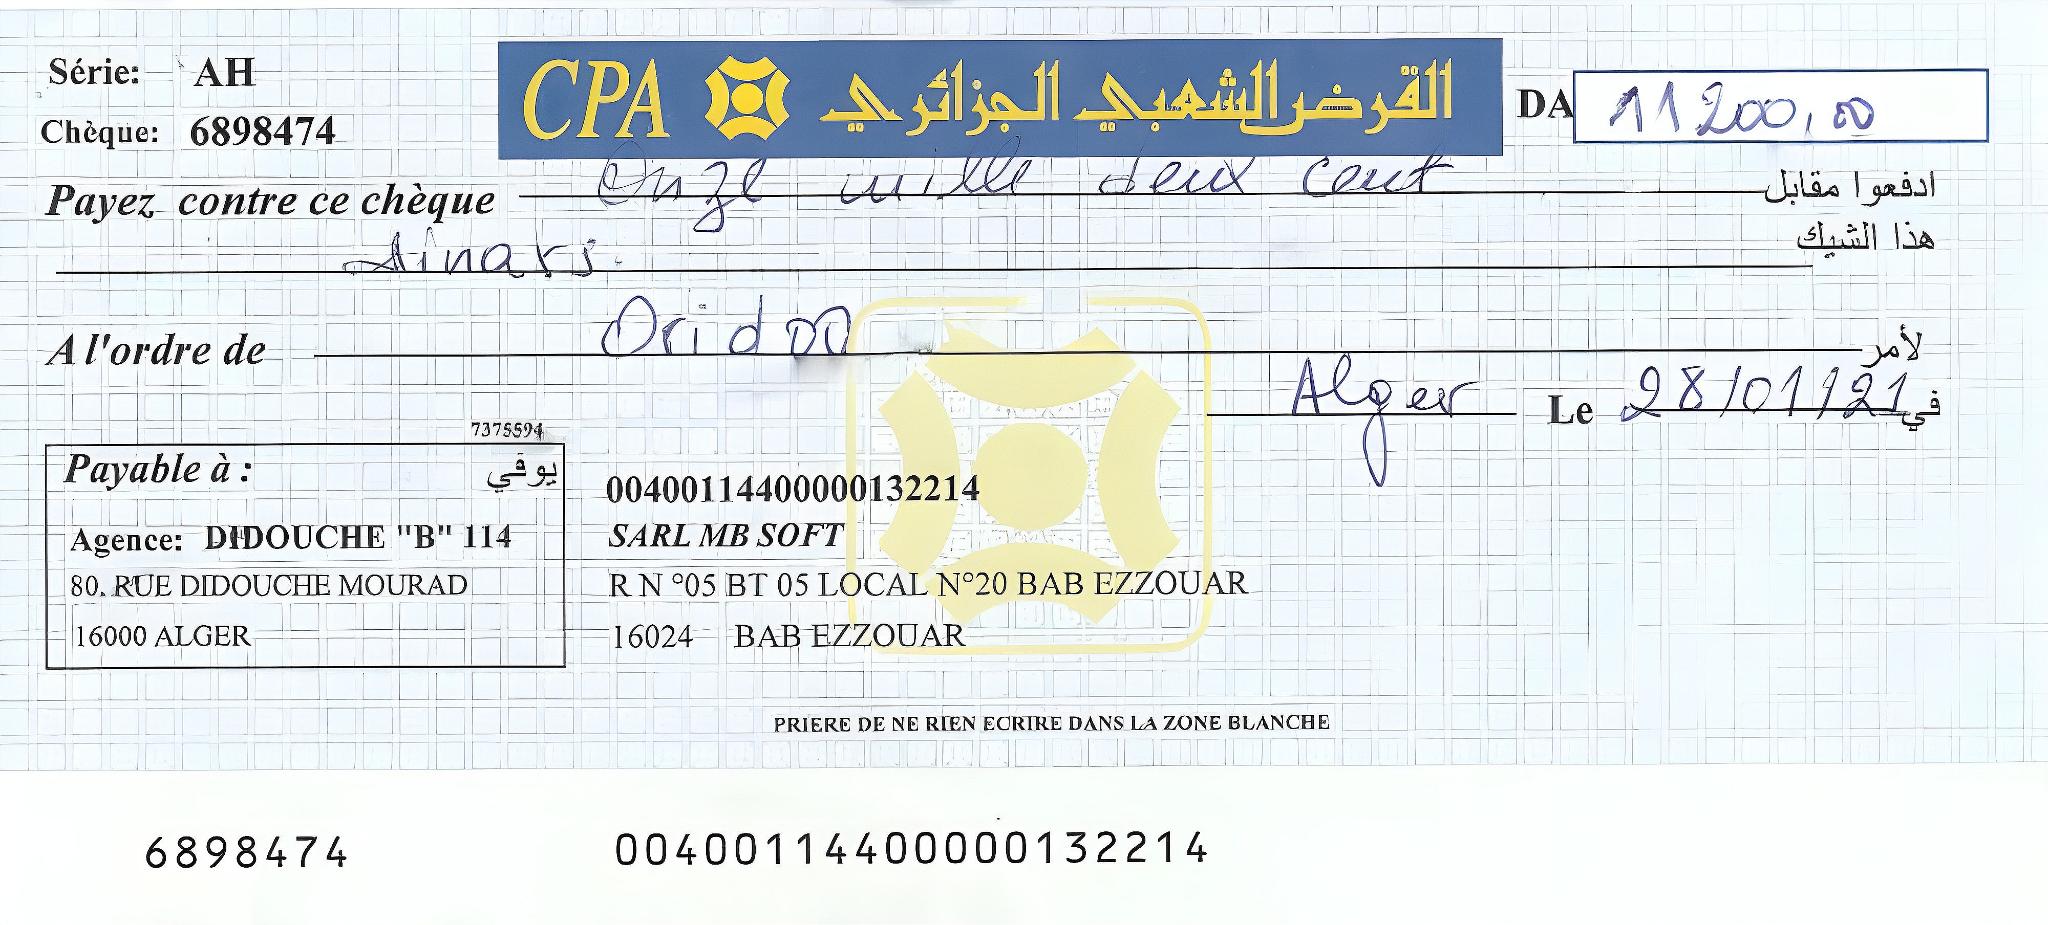 Série: AH
CPA القرض الشعبي الجزائري
DA 11200,00
Chèque: 6898474
Payez contre ce chèque Onze mille deux cent ادفعوا مقابل
هذا الشيك
dinars.
A l'ordre de Oridoo لأمر
Alger Le 28/01/21 في
7375594
Payable à : يوفي
Agence: DIDOUCHE "B" 114
80. RUE DIDOUCHE MOURAD
16000 ALGER
00400114400000132214
SARL MB SOFT
R N °05 BT 05 LOCAL N°20 BAB EZZOUAR
16024 BAB EZZOUAR
PRIERE DE NE RIEN ECRIRE DANS LA ZONE BLANCHE
6898474 00400114400000132214